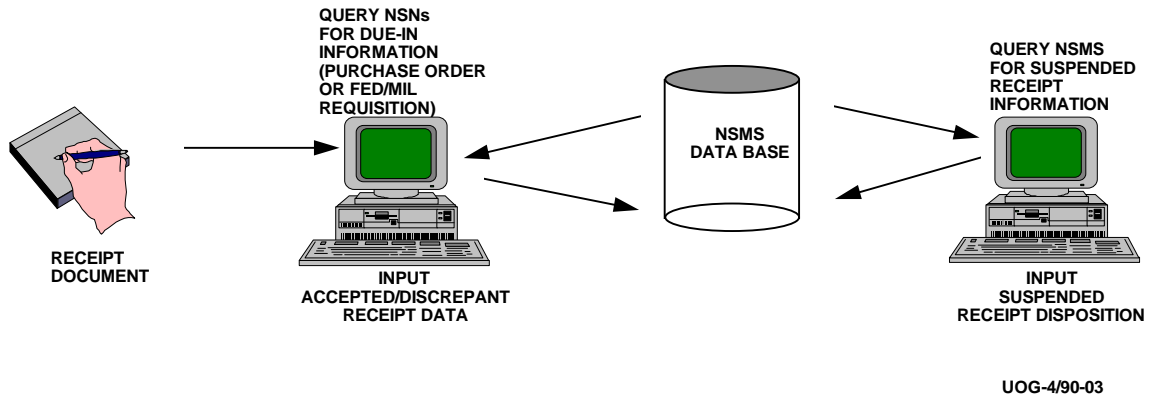 QUERY NSNs
FOR DUE-IN
INFORMATION
(PURCHASE ORDER
OR FED/MIL
REQUISITION)
QUERY NSMS
FOR SUSPENDED
RECEIPT
INFORMATION
NSMS
DATA BASE
RECEIPT
DOCUMENT
INPUT
ACCEPTED/DISCREPANT
RECEIPT DATA
INPUT
SUSPENDED
RECEIPT DISPOSITION
UOG-4/90-03